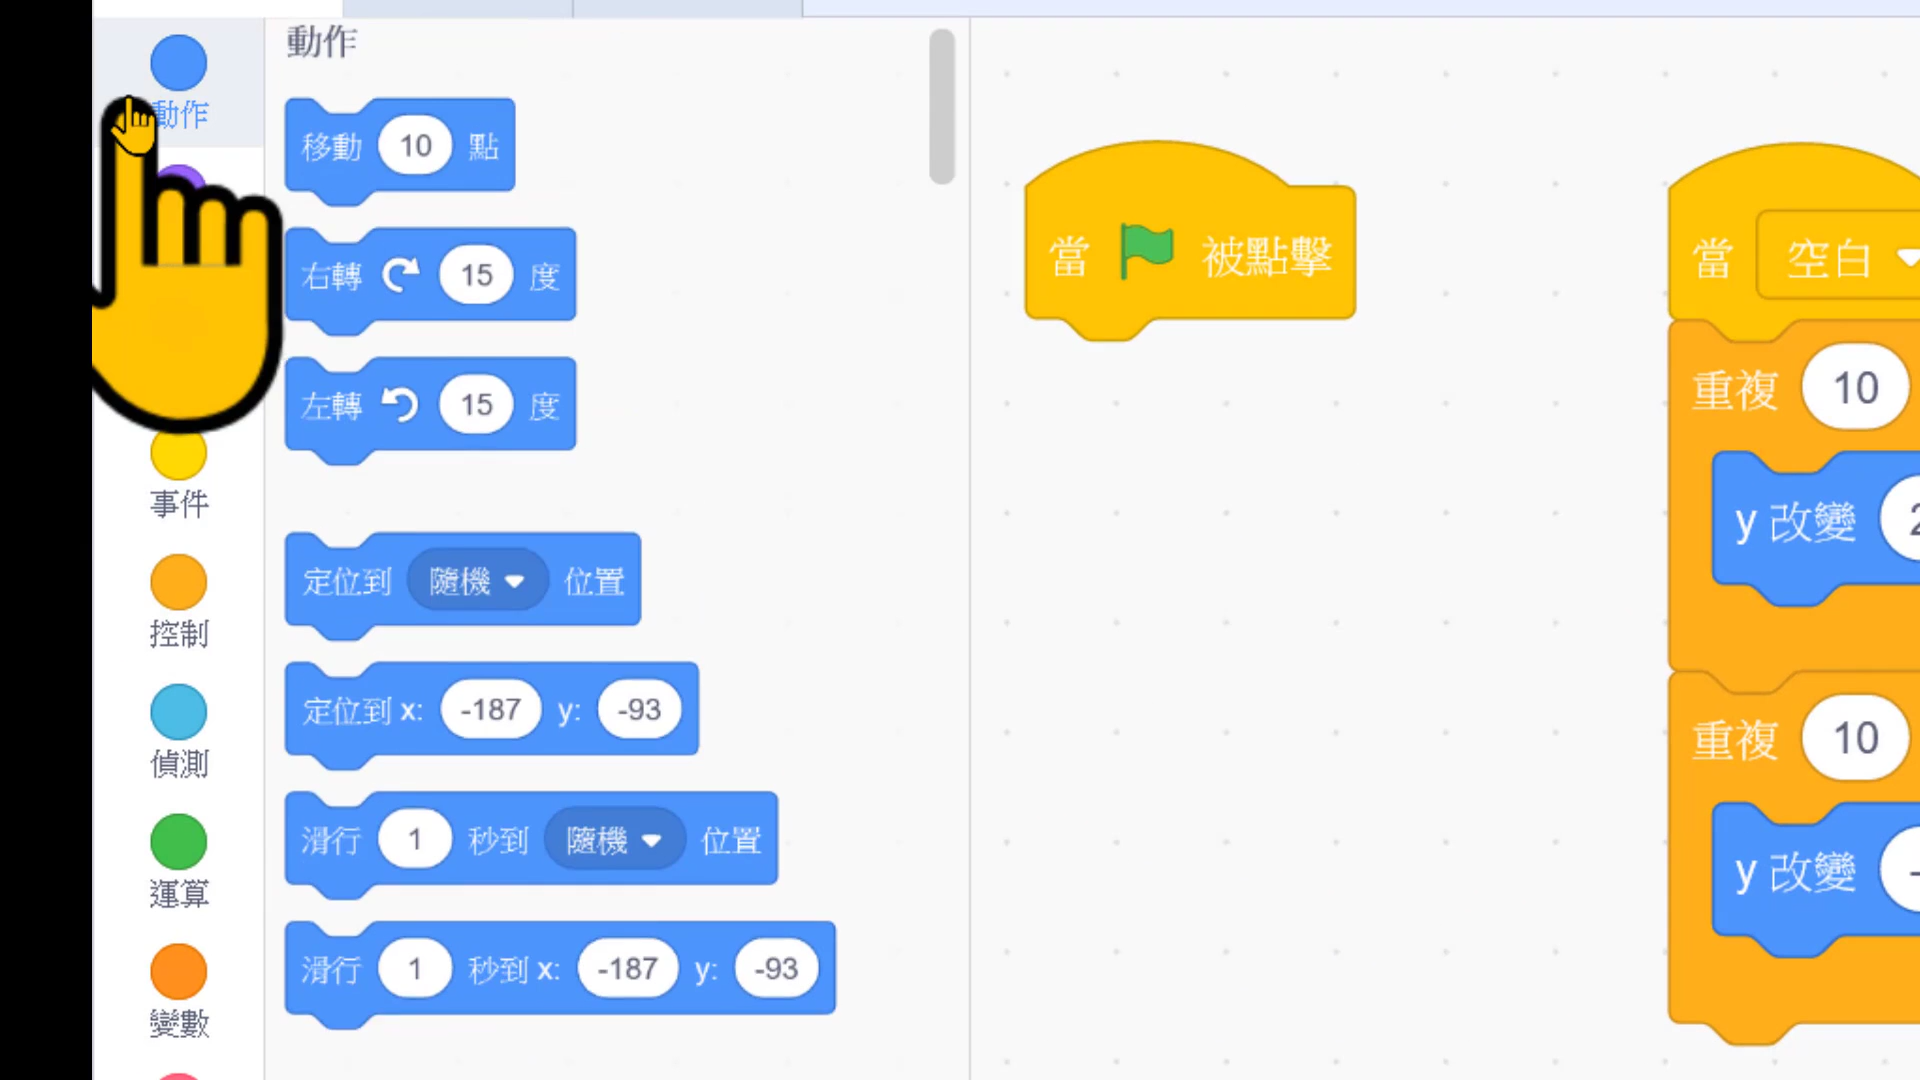 動作
動作
事件
控制
偵測
運算
變數
移動 10 點
右轉 15 度
左轉 15 度
定位到 隨機 位置
定位到 x: -187 y: -93
滑行 1 秒到 隨機 位置
滑行 1 秒到 x: -187 y: -93
當 被點擊
當 空白
重複 10
y 改變
重複 10
y 改變